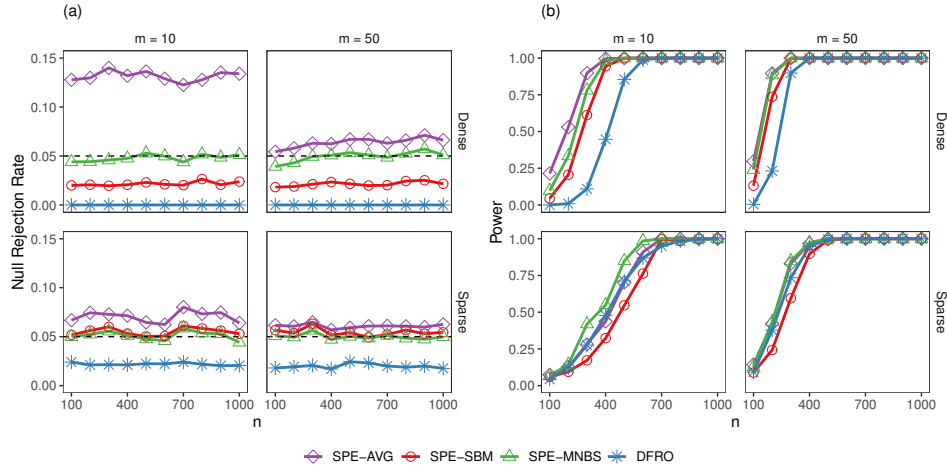 (a)
(b)
m = 10
m = 50
m = 10
m = 50
Null Rejection Rate
0.15
0.10
0.05
0.00
Dense
0.15
0.10
0.05
0.00
Sparse
100
400
700
1000
100
400
700
1000
n
Power
1.00
0.75
0.50
0.25
0.00
Dense
1.00
0.75
0.50
0.25
0.00
Sparse
100
400
700
1000
100
400
700
1000
n
SPE−AVG
SPE−SBM
SPE−MNBS
DFRO